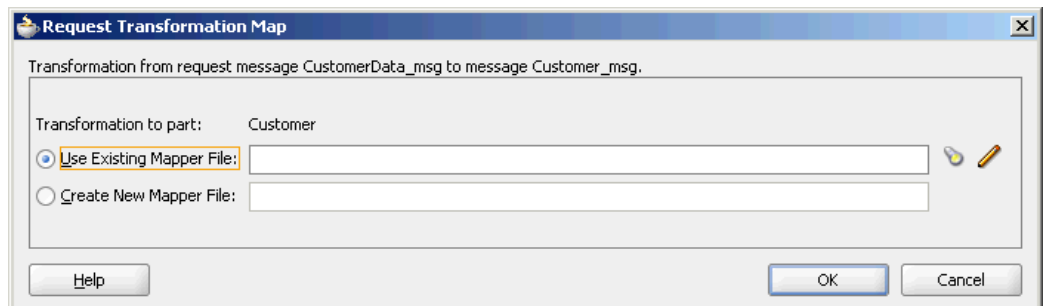 Request Transformation Map
Transformation from request message CustomerData_msg to message Customer_msg.
Transformation to part: Customer
Use Existing Mapper File:
Create New Mapper File:
Help OK Cancel